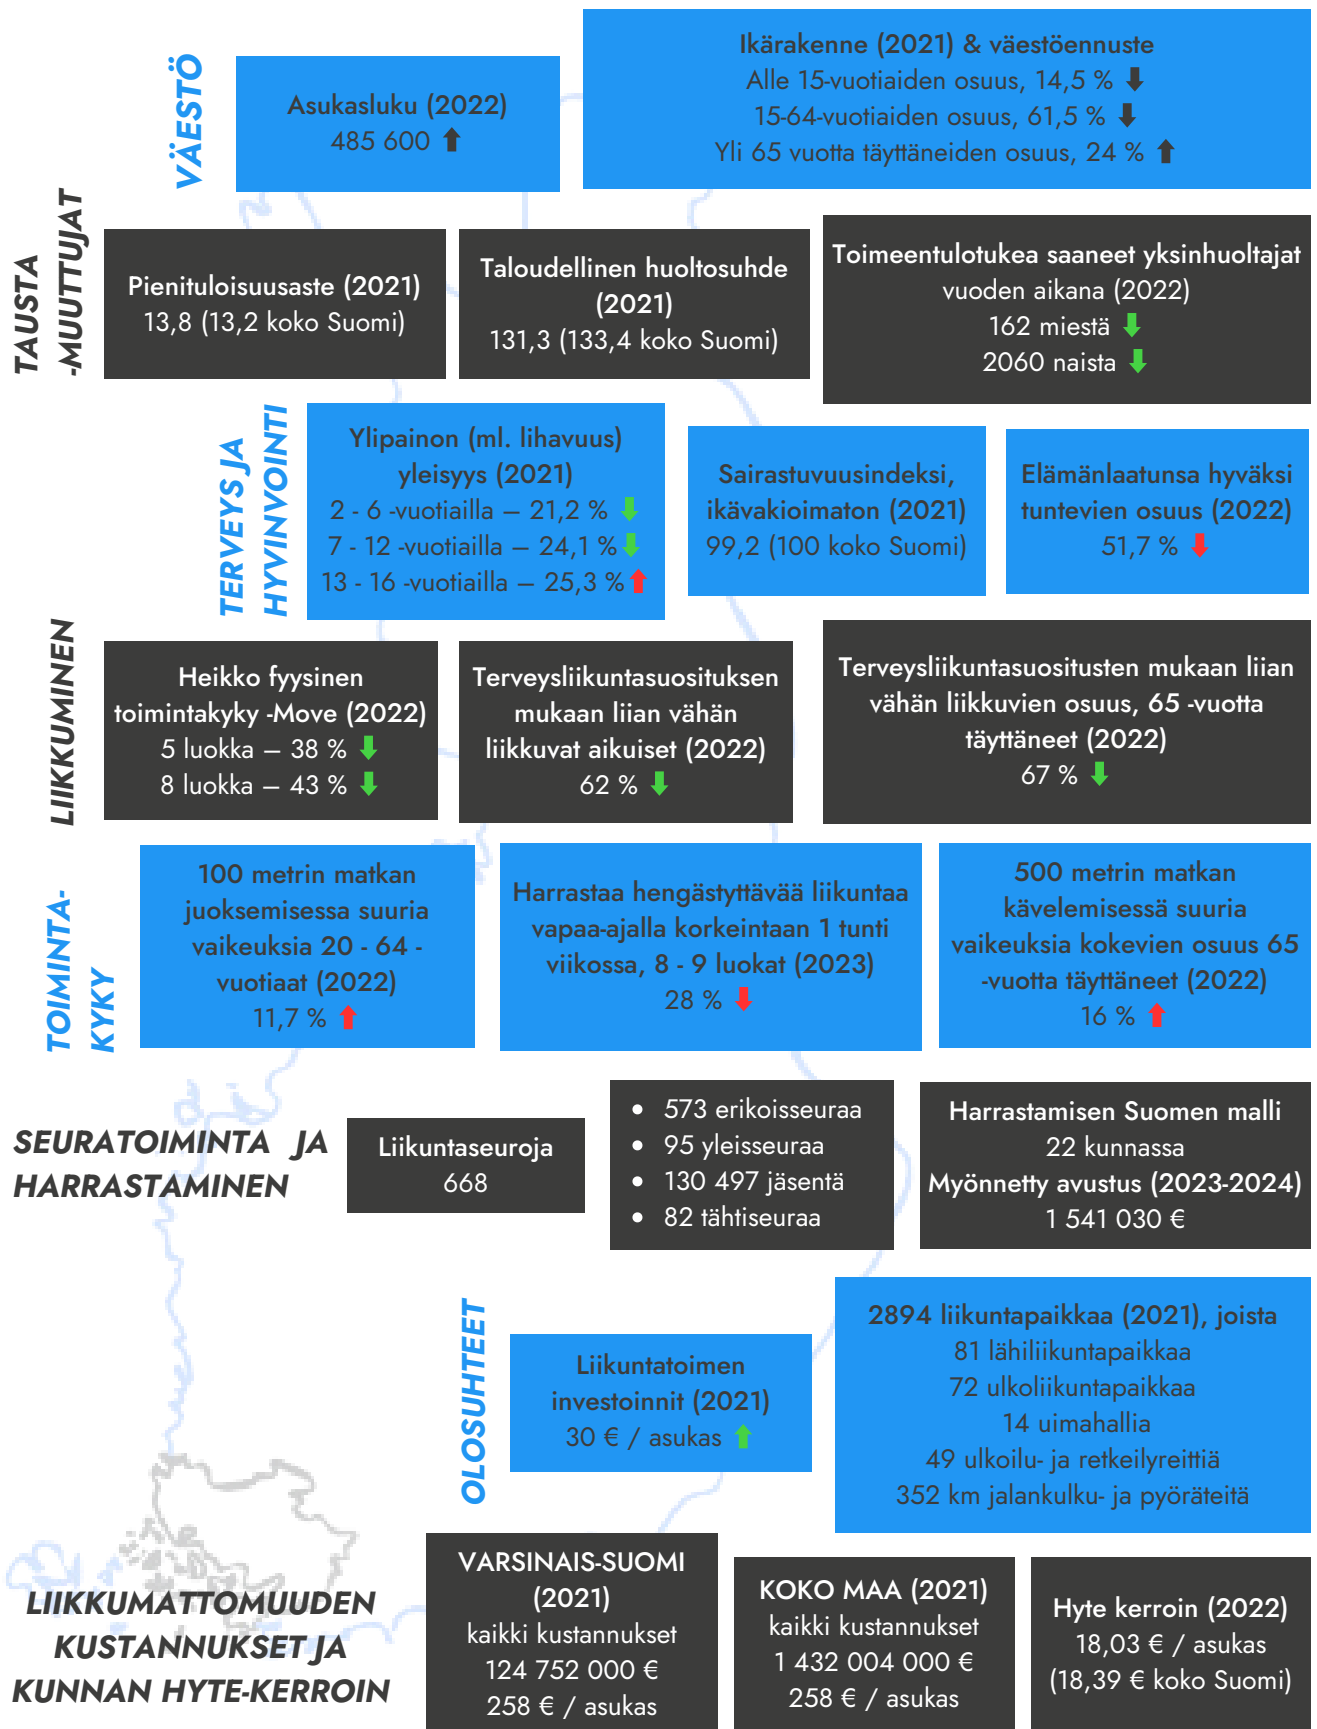 VÄESTÖ
Asukasluku (2022)
485 600
Ikärakenne (2021) & väestöennuste
Alle 15-vuotiaiden osuus, 14,5 %
15-64-vuotiaiden osuus, 61,5 %
Yli 65 vuotta täyttäneiden osuus, 24 %
TAUSTA
-MUUTTUJAT
Pienituloisuusaste (2021)
13,8 (13,2 koko Suomi)
Taloudellinen huoltosuhde
(2021)
131,3 (133,4 koko Suomi)
Toimeentulotukea saaneet yksinhuoltajat
vuoden aikana (2022)
162 miestä
2060 naista
TERVEYS JA
HYVINVOINTI
Ylipainon (ml. lihavuus)
yleisyys (2021)
2 - 6 -vuotiailla – 21,2 %
7 - 12 -vuotiailla – 24,1 %
13 - 16 -vuotiailla – 25,3 %
Sairastuvuusindeksi,
ikävakioimaton (2021)
99,2 (100 koko Suomi)
Elämänlaatunsa hyväksi
tuntevien osuus (2022)
51,7 %
LIIKKUMINEN
Heikko fyysinen
toimintakyky -Move (2022)
5 luokka – 38 %
8 luokka – 43 %
Terveysliikuntasuosituksen
mukaan liian vähän
liikkuvat aikuiset (2022)
62 %
Terveysliikuntasuositusten mukaan liian
vähän liikkuvien osuus, 65 -vuotta
täyttäneet (2022)
67 %
TOIMINTA-
KYKY
100 metrin matkan
juoksemisessa suuria
vaikeuksia 20 - 64 -
vuotiaat (2022)
11,7 %
Harrastaa hengästyttävää liikuntaa
vapaa-ajalla korkeintaan 1 tunti
viikossa, 8 - 9 luokat (2023)
28 %
500 metrin matkan
kävelemisessä suuria
vaikeuksia kokevien osuus 65
-vuotta täyttäneet (2022)
16 %
SEURATOIMINTA JA
HARRASTAMINEN
Liikuntaseuroja
668
• 573 erikoisseuraa
• 95 yleisseuraa
• 130 497 jäsentä
• 82 tähtiseuraa
Harrastamisen Suomen malli
22 kunnassa
Myönnetty avustus (2023-2024)
1 541 030 €
OLOSUHTEET
Liikuntatoimen
investoinnit (2021)
30 € / asukas
2894 liikuntapaikkaa (2021), joista
81 lähiliikuntapaikkaa
72 ulkoliikuntapaikkaa
14 uimahallia
49 ulkoilu- ja retkeilyreittiä
352 km jalankulku- ja pyöräteitä
LIIKKUMATTOMUUDEN
KUSTANNUKSET JA
KUNNAN HYTE-KERROIN
VARSINAIS-SUOMI
(2021)
kaikki kustannukset
124 752 000 €
258 € / asukas
KOKO MAA (2021)
kaikki kustannukset
1 432 004 000 €
258 € / asukas
Hyte kerroin (2022)
18,03 € / asukas
(18,39 € koko Suomi)